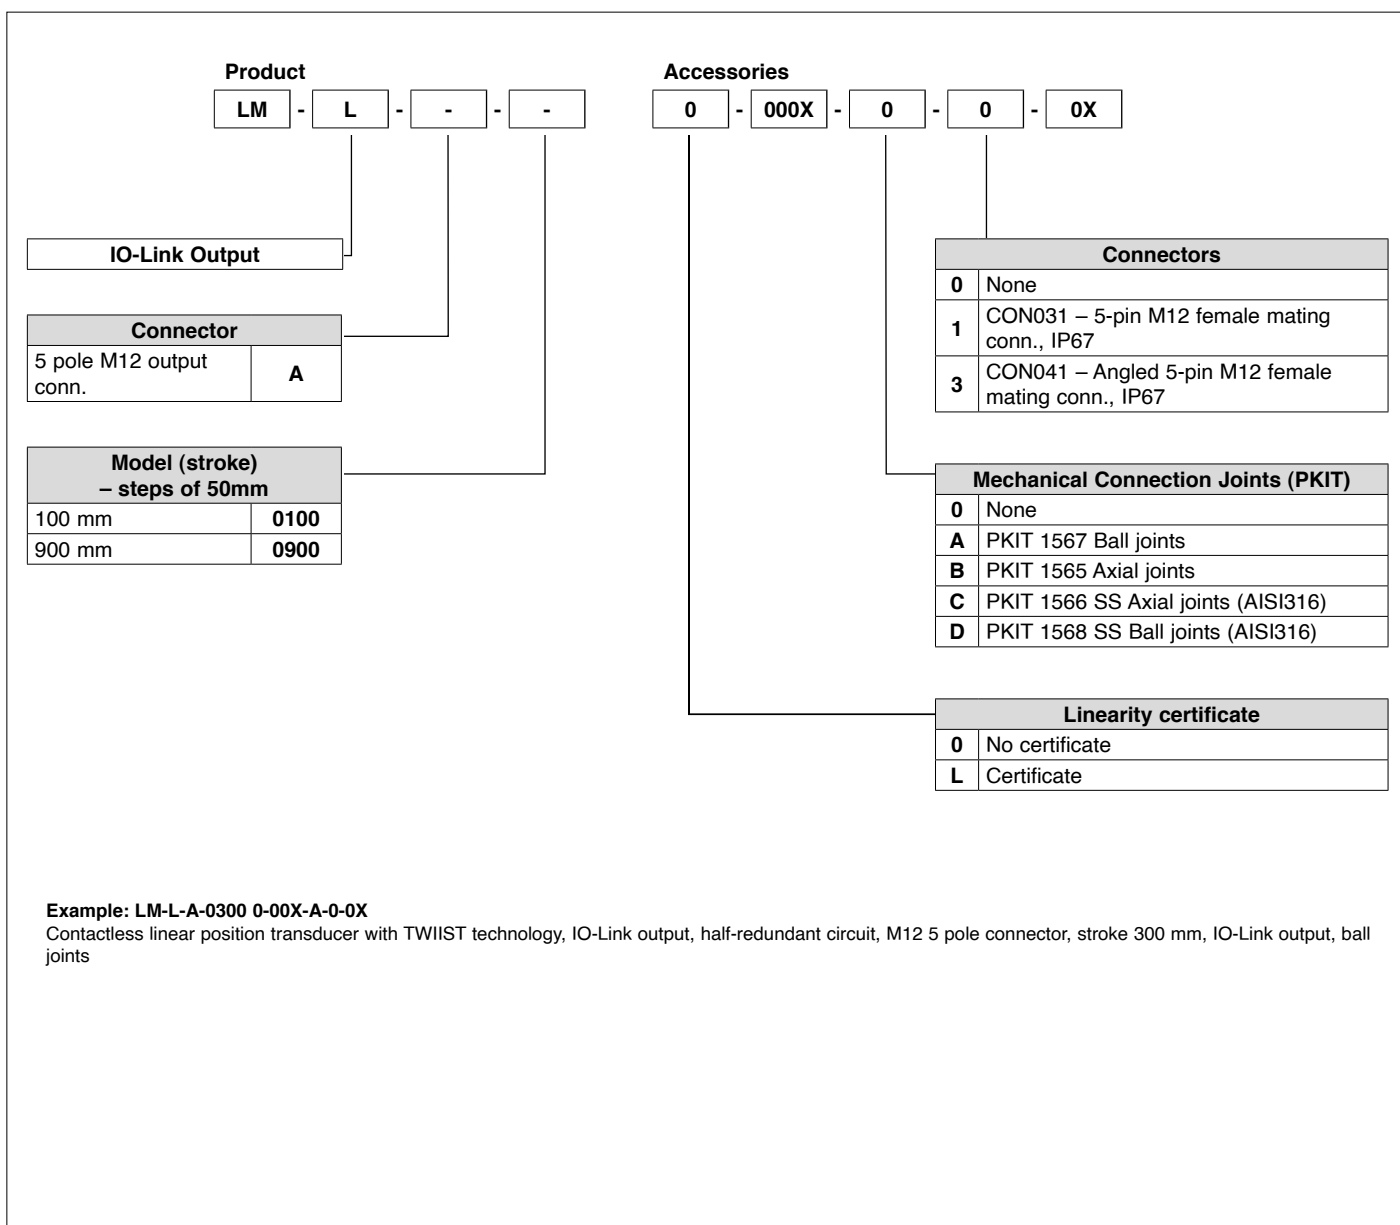 Product
LM - L - - - -
Accessories
0 - 000X - 0 - 0 - 0X
IO-Link Output
Connector
5 pole M12 output
conn.
A
Model (stroke)
– steps of 50mm
100 mm 0100
900 mm 0900
Connectors
0 None
1 CON031 – 5-pin M12 female mating
conn., IP67
3 CON041 – Angled 5-pin M12 female
mating conn., IP67
Mechanical Connection Joints (PKIT)
0 None
A PKIT 1567 Ball joints
B PKIT 1565 Axial joints
C PKIT 1566 SS Axial joints (AISI316)
D PKIT 1568 SS Ball joints (AISI316)
Linearity certificate
0 No certificate
L Certificate
Example: LM-L-A-0300 0-00X-A-0-0X
Contactless linear position transducer with TWIIST technology, IO-Link output, half-redundant circuit, M12 5 pole connector, stroke 300 mm, IO-Link output, ball
joints